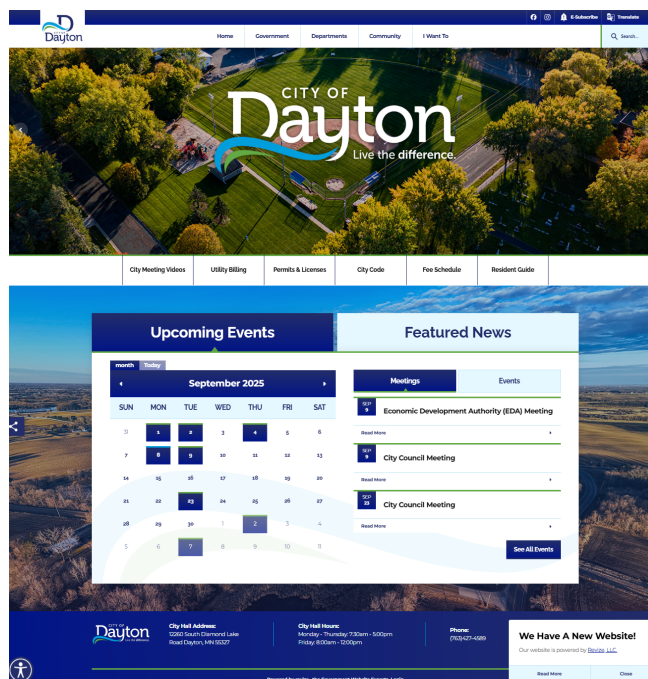 E-Subscribe Translate
CITY OF
Dayton
Home Government Departments Community I Want To Search...
CITY OF
Dayton
Live the difference.
City Meeting Videos Utility Billing Permits & Licenses City Code Fee Schedule Resident Guide
Upcoming Events Featured News
month Today
September 2025
SUN MON TUE WED THU FRI SAT
31 1 2 3 4 5 6
7 8 9 10 11 12 13
14 15 16 17 18 19 20
21 22 23 24 25 26 27
28 29 30 1 2 3 4
5 6 7 8 9 10 11
Meetings Events
SEP
9
Economic Development Authority (EDA) Meeting
Read More
SEP
9
City Council Meeting
Read More
SEP
23
City Council Meeting
Read More
See All Events
CITY OF
Dayton
Live the difference.
City Hall Address:
12260 South Diamond Lake
Road Dayton, MN 55327
City Hall Hours:
Monday - Thursday: 7:30am - 5:00pm
Friday: 8:00am - 12:00pm
Phone:
(763)427-4589
We Have A New Website!
Our website is powered by Revize, LLC.
Read More Close